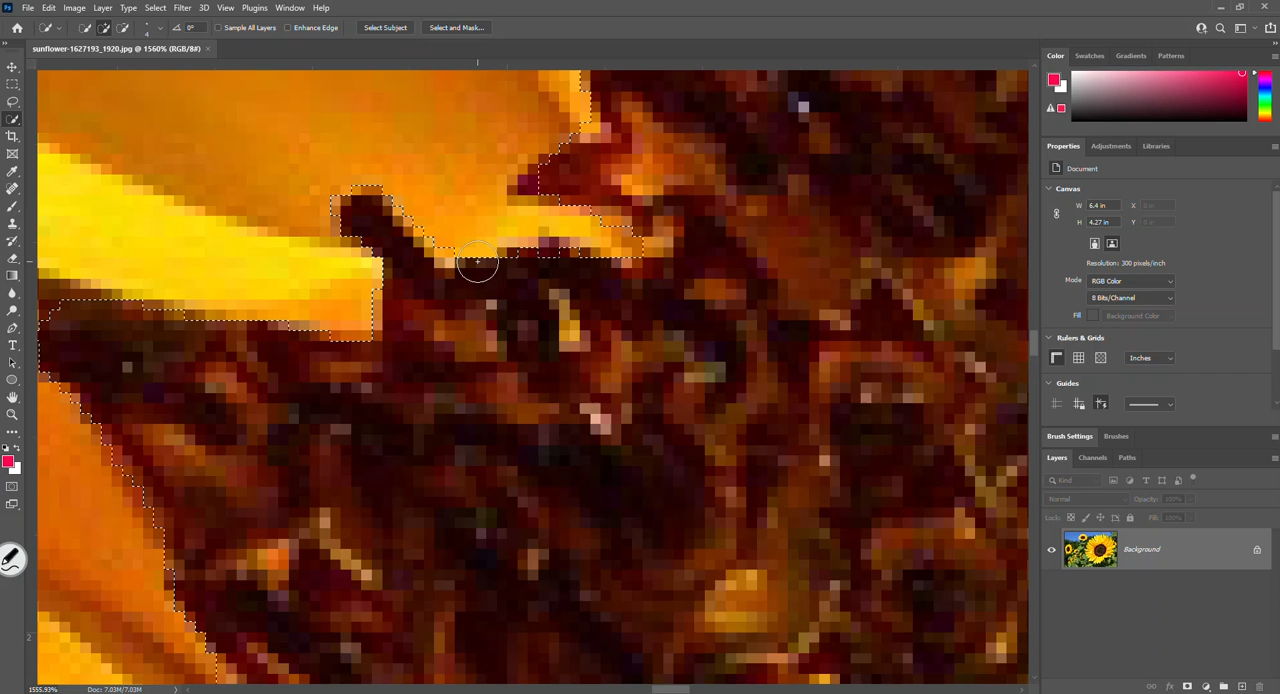 Ps File Edit Image Layer Type Select Filter 3D View Plugins Window Help
4 0° Sample All Layers Enhance Edge Select Subject Select and Mask...
sunflower-1627193_1920.jpg @ 1560% (RGB/8#) ×
Color Swatches Gradients Patterns
Properties Adjustments Libraries
Document
Canvas
W 6.4 in X
H 4.27 in Y
Resolution: 300 pixels/inch
Mode RGB Color
8 Bits/Channel
Fill Background Color
Rulers & Grids
Inches
Guides
Brush Settings Brushes
Layers Channels Paths
Kind
Normal Opacity: 100%
Lock: Fill: 100%
Background
2
1555.93% Doc: 7.03M/7.03M